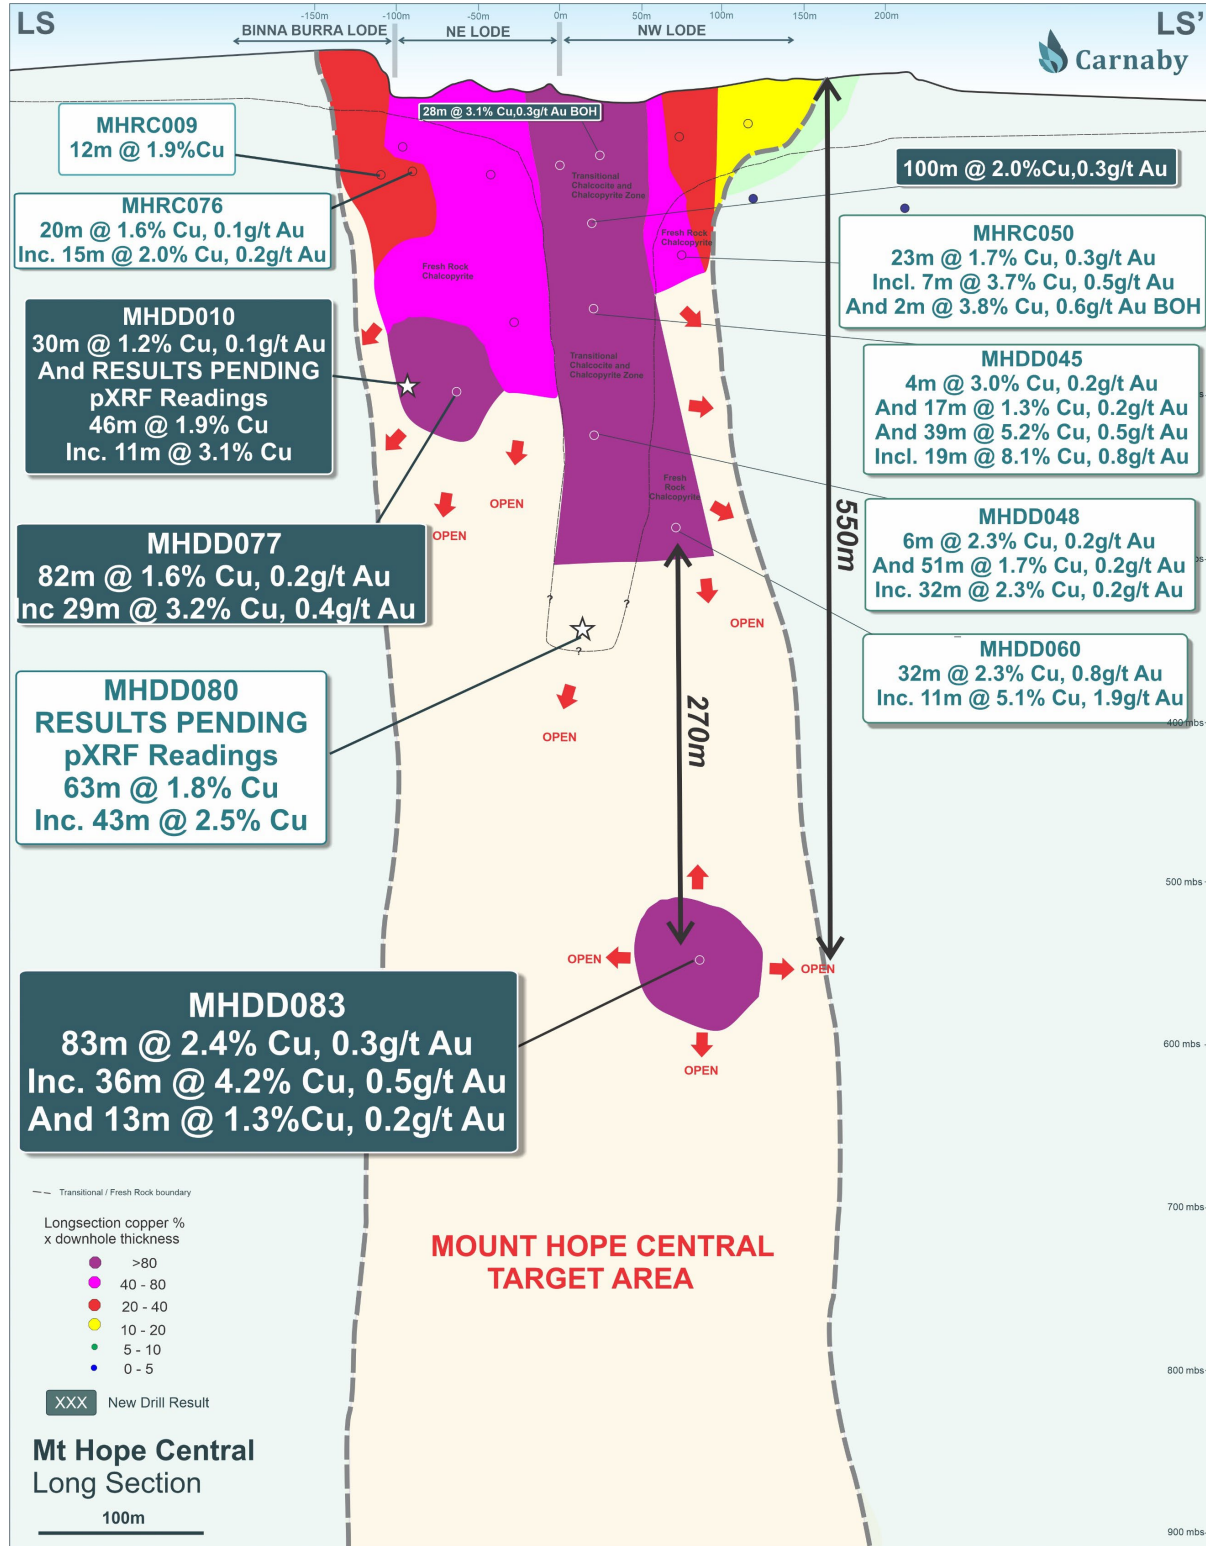 LS
LS'
-150m
-100m
-50m
0m
50m
100m
150m
200m
BINNA BURRA LODE
NE LODE
NW LODE
Carnaby
MHRC009
12m @ 1.9%Cu
28m @ 3.1% Cu,0.3g/t Au BOH
100m @ 2.0%Cu,0.3g/t Au
Transitional
Chalcocite and
Chalcopyrite Zone
MHRC076
20m @ 1.6% Cu, 0.1g/t Au
Inc. 15m @ 2.0% Cu, 0.2g/t Au
Fresh Rock
Chalcopyrite
Fresh Rock
Chalcopyrite
MHRC050
23m @ 1.7% Cu, 0.3g/t Au
Incl. 7m @ 3.7% Cu, 0.5g/t Au
And 2m @ 3.8% Cu, 0.6g/t Au BOH
MHDD010
30m @ 1.2% Cu, 0.1g/t Au
And RESULTS PENDING
pXRF Readings
46m @ 1.9% Cu
Inc. 11m @ 3.1% Cu
Transitional
Chalcocite and
Chalcopyrite Zone
MHDD045
4m @ 3.0% Cu, 0.2g/t Au
And 17m @ 1.3% Cu, 0.2g/t Au
And 39m @ 5.2% Cu, 0.5g/t Au
Incl. 19m @ 8.1% Cu, 0.8g/t Au
Fresh
Rock
Chalcopyrite
OPEN
OPEN
550m
MHDD048
6m @ 2.3% Cu, 0.2g/t Au
And 51m @ 1.7% Cu, 0.2g/t Au
Inc. 32m @ 2.3% Cu, 0.2g/t Au
MHDD077
82m @ 1.6% Cu, 0.2g/t Au
Inc 29m @ 3.2% Cu, 0.4g/t Au
?
?
?
OPEN
MHDD060
32m @ 2.3% Cu, 0.8g/t Au
Inc. 11m @ 5.1% Cu, 1.9g/t Au
MHDD080
RESULTS PENDING
pXRF Readings
63m @ 1.8% Cu
Inc. 43m @ 2.5% Cu
270m
OPEN
400 mbs
500 mbs
OPEN
OPEN
OPEN
MHDD083
83m @ 2.4% Cu, 0.3g/t Au
Inc. 36m @ 4.2% Cu, 0.5g/t Au
And 13m @ 1.3%Cu, 0.2g/t Au
600 mbs
700 mbs
800 mbs
900 mbs
MOUNT HOPE CENTRAL
TARGET AREA
Transitional / Fresh Rock boundary
Longsection copper %
x downhole thickness
>80
40 - 80
20 - 40
10 - 20
5 - 10
0 - 5
XXX New Drill Result
Mt Hope Central
Long Section
100m